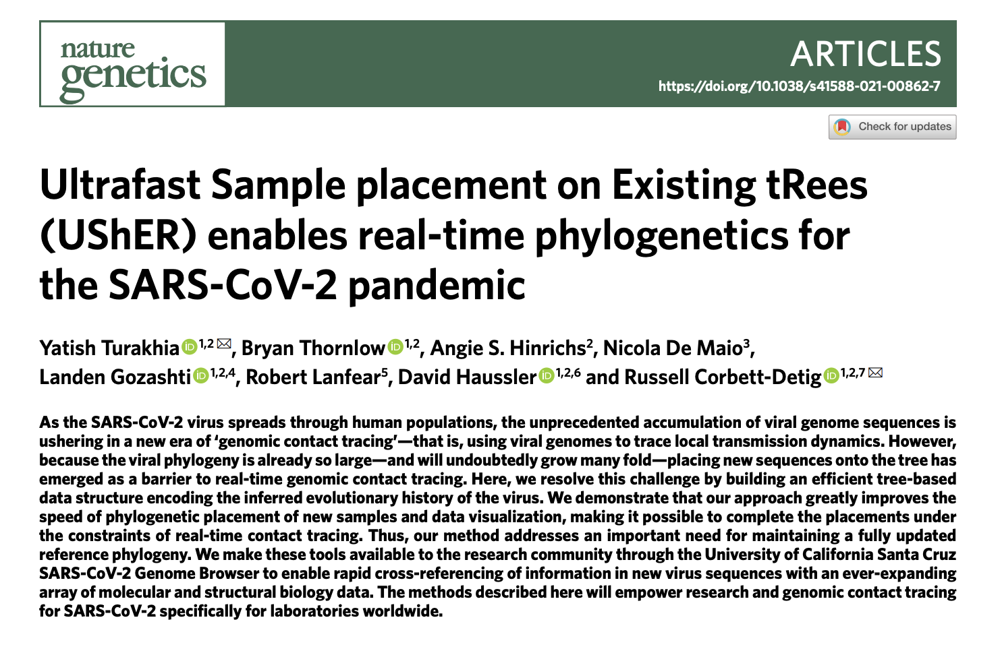 nature
genetics
ARTICLES
https://doi.org/10.1038/s41588-021-00862-7
Check for updates
Ultrafast Sample placement on Existing tRees
(UShER) enables real-time phylogenetics for
the SARS-CoV-2 pandemic
Yatish Turakhia iD 1,2 ✉, Bryan Thornlow iD 1,2, Angie S. Hinrichs2, Nicola De Maio3,
Landen Gozashti iD 1,2,4, Robert Lanfear5, David Haussler iD 1,2,6 and Russell Corbett-Detig iD 1,2,7 ✉
As the SARS-CoV-2 virus spreads through human populations, the unprecedented accumulation of viral genome sequences is
ushering in a new era of ‘genomic contact tracing’—that is, using viral genomes to trace local transmission dynamics. However,
because the viral phylogeny is already so large—and will undoubtedly grow many fold—placing new sequences onto the tree has
emerged as a barrier to real-time genomic contact tracing. Here, we resolve this challenge by building an efficient tree-based
data structure encoding the inferred evolutionary history of the virus. We demonstrate that our approach greatly improves the
speed of phylogenetic placement of new samples and data visualization, making it possible to complete the placements under
the constraints of real-time contact tracing. Thus, our method addresses an important need for maintaining a fully updated
reference phylogeny. We make these tools available to the research community through the University of California Santa Cruz
SARS-CoV-2 Genome Browser to enable rapid cross-referencing of information in new virus sequences with an ever-expanding
array of molecular and structural biology data. The methods described here will empower research and genomic contact tracing
for SARS-CoV-2 specifically for laboratories worldwide.